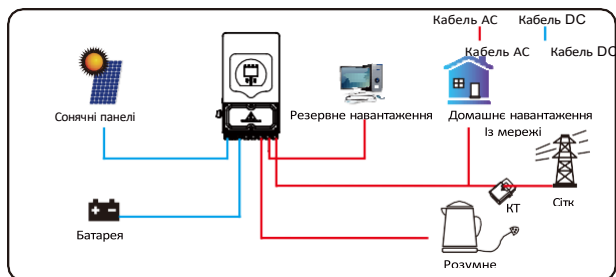 Кабель AC Кабель DC
Кабель AC Кабель DC
Сонячні панелі
Резервне навантаження
Домашнє навантаження
Із мережі
КТ
Сітк
Батарея
Розумне